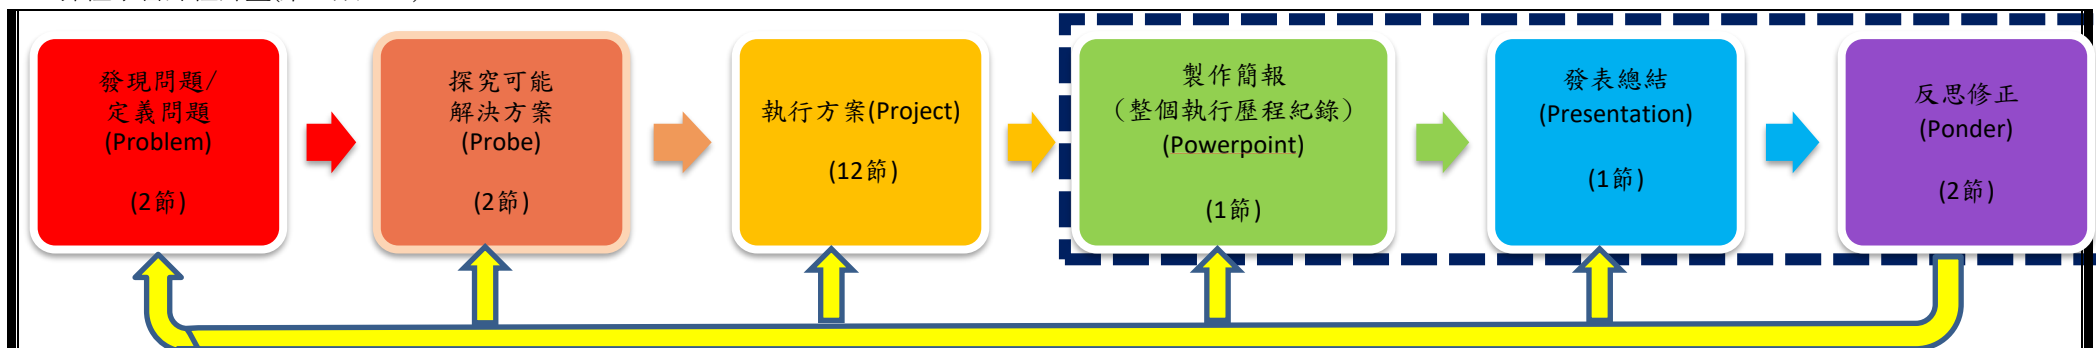 發現問題/
定義問題
(Problem)
(2節)
探究可能
解決方案
(Probe)
(2節)
執行方案(Project)
(12節)
製作簡報
（整個執行歷程紀錄）
(Powerpoint)
(1節)
發表總結
(Presentation)
(1節)
反思修正
(Ponder)
(2節)